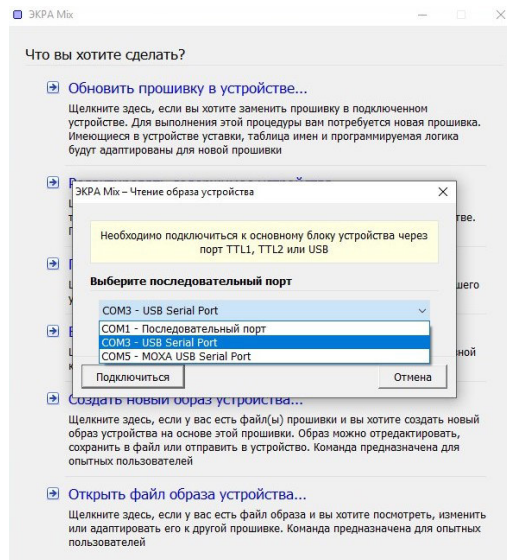 ЭКРА Mix
Что вы хотите сделать?
Обновить прошивку в устройстве...
Щелкните здесь, если вы хотите заменить прошивку в подключенном
устройстве. Для выполнения этой процедуры вам потребуется новая прошивка.
Имеющиеся в устройстве уставки, таблица имен и программируемая логика
будут адаптированы для новой прошивки
ЭКРА Mix – Чтение образа устройства
Необходимо подключиться к основному блоку устройства через
порт TTL1, TTL2 или USB
Выберите последовательный порт
COM3 - USB Serial Port
COM1 - Последовательный порт
COM3 - USB Serial Port
COM5 - MOXA USB Serial Port
Подключиться
Отмена
Создать новый образ устройства...
Щелкните здесь, если у вас есть файл(ы) прошивки и вы хотите создать новый
образ устройства на основе этой прошивки. Образ можно отредактировать,
сохранить в файл или отправить в устройство. Команда предназначена для
опытных пользователей
Открыть файл образа устройства...
Щелкните здесь, если у вас есть файл образа и вы хотите посмотреть, изменить
или адаптировать его к другой прошивке. Команда предназначена для опытных
пользователей